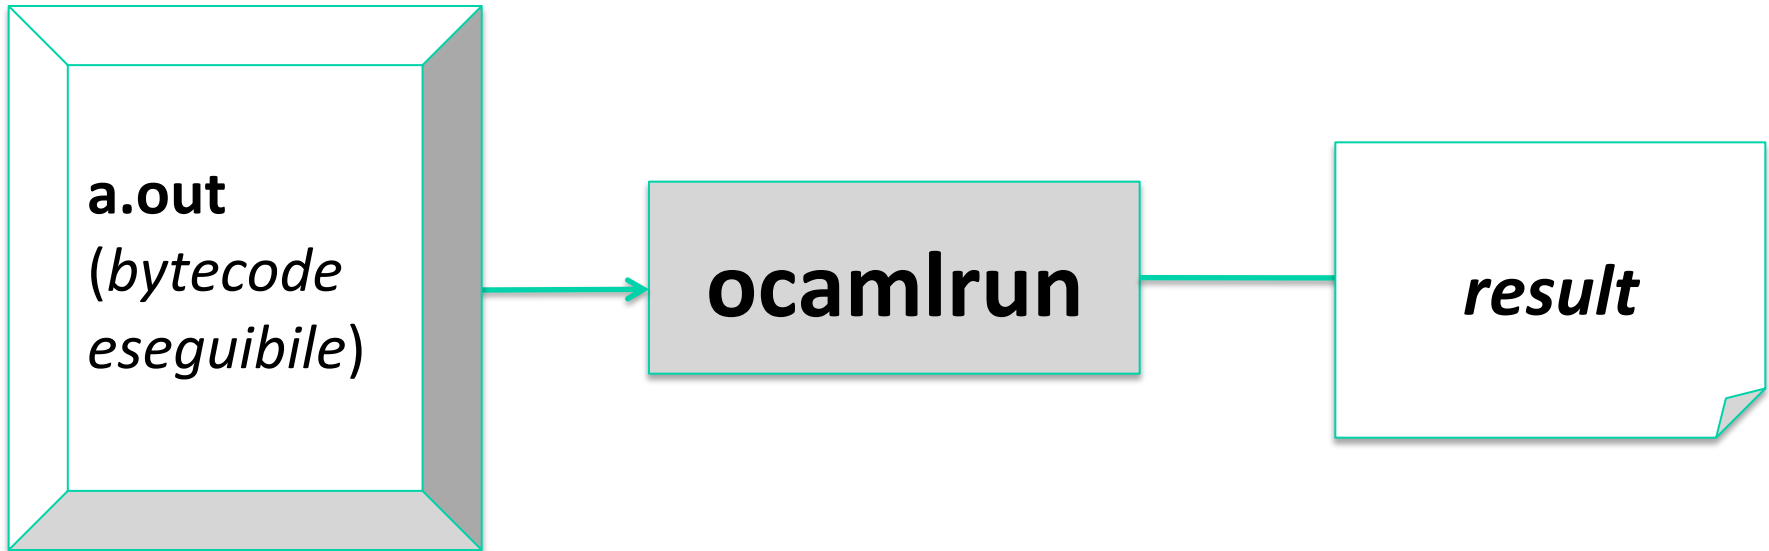 a.out
(bytecode
eseguibile)
ocamlrun
result